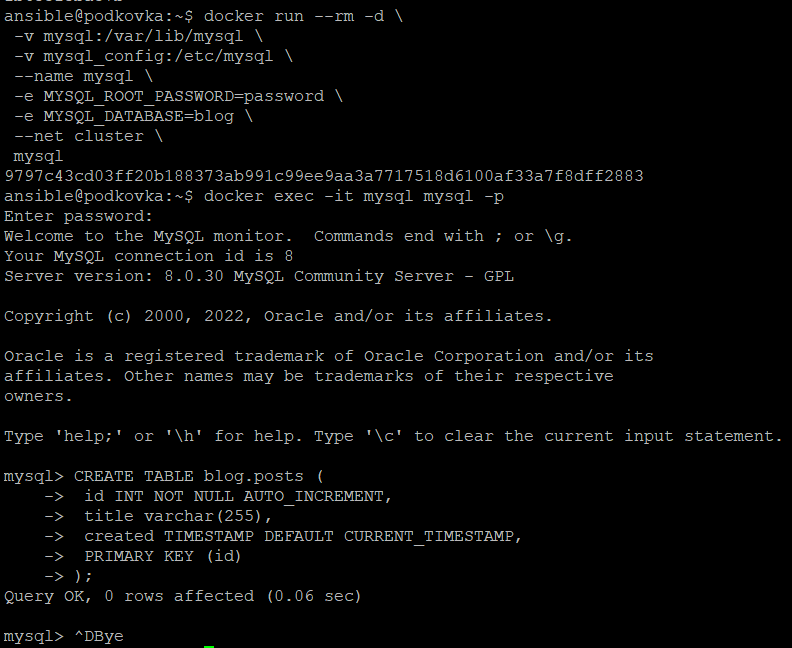 ansible@podkovka:~$ docker run --rm -d \
 -v mysql:/var/lib/mysql \
 -v mysql_config:/etc/mysql \
 --name mysql \
 -e MYSQL_ROOT_PASSWORD=password \
 -e MYSQL_DATABASE=blog \
 --net cluster \
 mysql
9797c43cd03ff20b188373ab991c99ee9aa3a7717518d6100af33a7f8dff2883
ansible@podkovka:~$ docker exec -it mysql mysql -p
Enter password:
Welcome to the MySQL monitor.  Commands end with ; or \g.
Your MySQL connection id is 8
Server version: 8.0.30 MySQL Community Server - GPL

Copyright (c) 2000, 2022, Oracle and/or its affiliates.

Oracle is a registered trademark of Oracle Corporation and/or its
affiliates. Other names may be trademarks of their respective
owners.

Type 'help;' or '\h' for help. Type '\c' to clear the current input statement.

mysql> CREATE TABLE blog.posts (
    ->  id INT NOT NULL AUTO_INCREMENT,
    ->  title varchar(255),
    ->  created TIMESTAMP DEFAULT CURRENT_TIMESTAMP,
    ->  PRIMARY KEY (id)
    -> );
Query OK, 0 rows affected (0.06 sec)

mysql> ^DBye